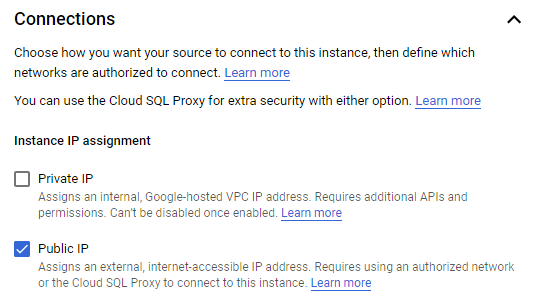 Connections
Choose how you want your source to connect to this instance, then define which
networks are authorized to connect. Learn more
You can use the Cloud SQL Proxy for extra security with either option. Learn more
Instance IP assignment
Private IP
Assigns an internal, Google-hosted VPC IP address. Requires additional APIs and
permissions. Can't be disabled once enabled. Learn more
Public IP
Assigns an external, internet-accessible IP address. Requires using an authorized network
or the Cloud SQL Proxy to connect to this instance. Learn more